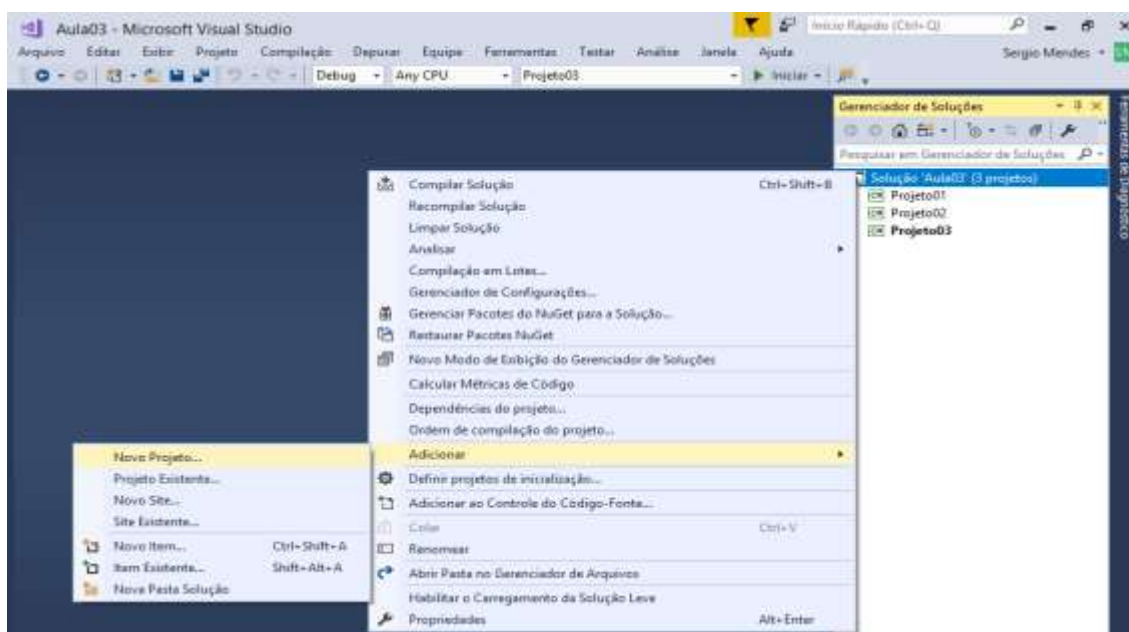 Aula03 - Microsoft Visual Studio
Início Rápido (Ctrl+Q)
Arquivo Editar Exibir Projeto Compilação Depurar Equipe Ferramentas Testar Análise Janela Ajuda
Sergio Mendes
Debug Any CPU Projeto03 Iniciar
Gerenciador de Soluções
Pesquisar em Gerenciador de Soluções
Solução 'Aula03' (3 projetos)
Projeto01
Projeto02
Projeto03
Ferramentas de Diagnóstico
Compilar Solução Ctrl+Shift+B
Recompilar Solução
Limpar Solução
Analisar
Compilação em Lotes...
Gerenciador de Configurações...
Gerenciar Pacotes do NuGet para a Solução...
Restaurar Pacotes NuGet
Novo Modo de Exibição do Gerenciador de Soluções
Calcular Métricas de Código
Dependências do projeto...
Ordem de compilação do projeto...
Adicionar
Definir projetos de inicialização...
Adicionar ao Controle do Código-Fonte...
Colar Ctrl+V
Renomear
Abrir Pasta no Gerenciador de Arquivos
Habilitar o Carregamento da Solução Leve
Propriedades Alt+Enter
Novo Projeto...
Projeto Existente...
Novo Site...
Site Existente...
Novo Item... Ctrl+Shift+A
Item Existente... Shift+Alt+A
Nova Pasta Solução